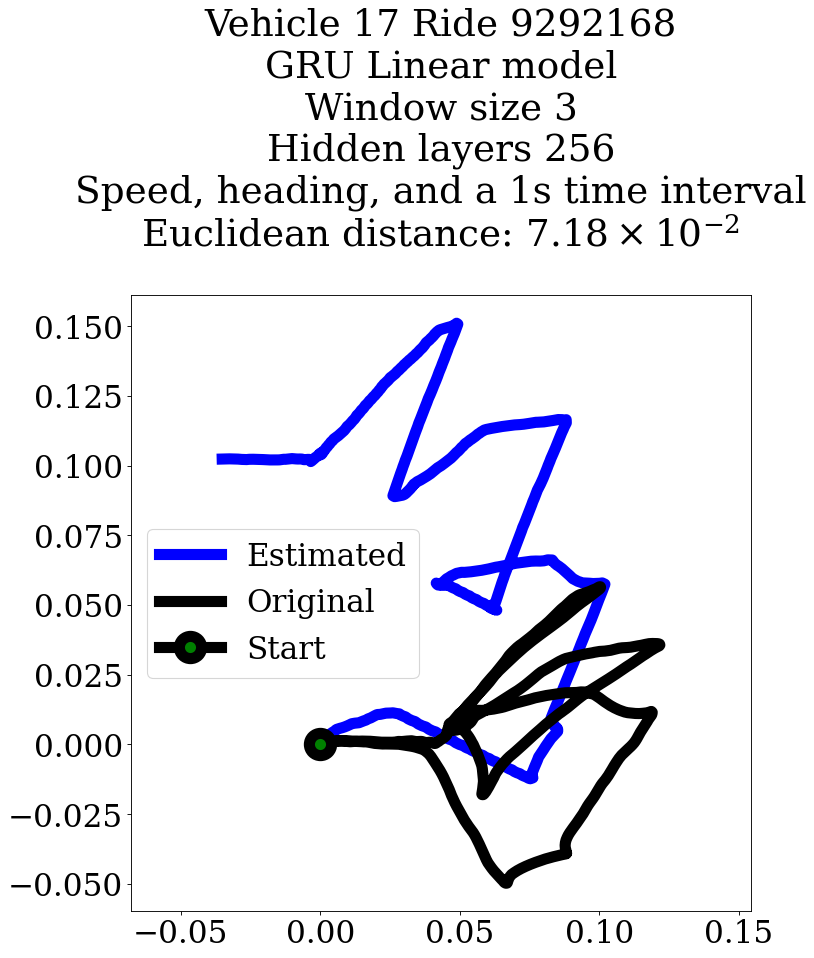 Vehicle 17 Ride 9292168
GRU Linear model
Window size 3
Hidden layers 256
Speed, heading, and a 1s time interval
Euclidean distance: 7.18 × 10⁻²
0.150
0.125
0.100
0.075
0.050
0.025
0.000
−0.025
−0.050
Estimated
Original
Start
−0.05 0.00 0.05 0.10 0.15